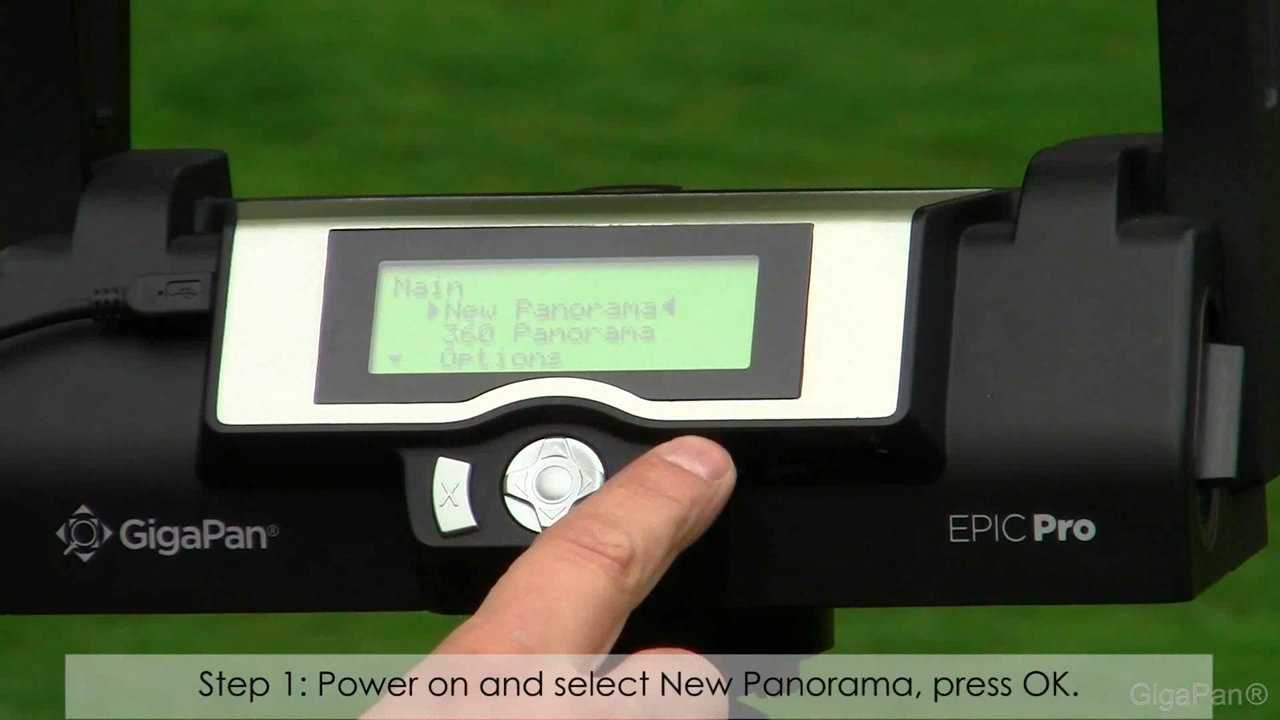 Main
New Panorama
360 Panorama
Options
X
GigaPan®
EPIC Pro
Step 1: Power on and select New Panorama, press OK.
GigaPan®